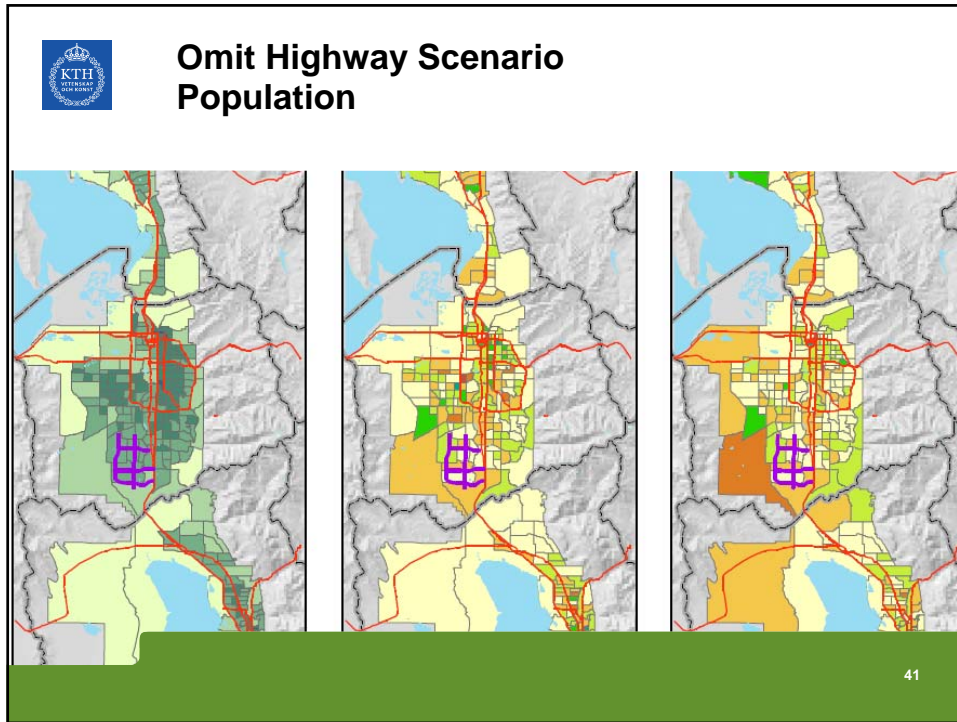 KTH
VETENSKAP
OCH KONST
Omit Highway Scenario
Population
41